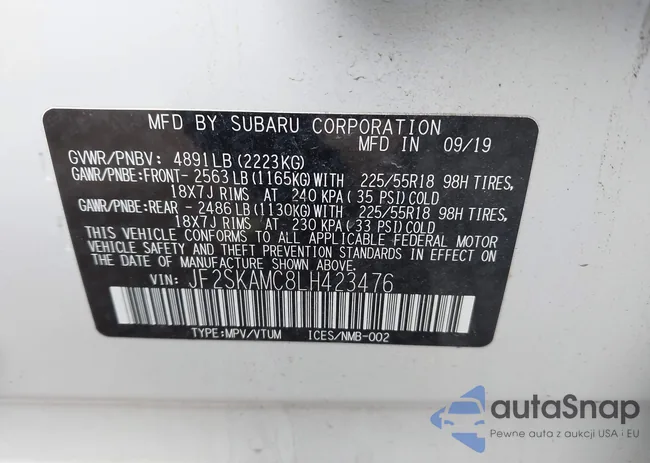 MFD BY SUBARU CORPORATION
MFD IN 09/19
GVWR/PNBV: 4891LB(2223KG)
GAWR/PNBE:FRONT- 2563LB(1165KG)WITH 225/55R18 98H TIRES,
18X7J RIMS AT 240 KPA(35 PSI)COLD
GAWR/PNBE:REAR - 2486LB(1130KG)WITH 225/55R18 98H TIRES,
18X7J RIMS AT 230 KPA(33 PSI)COLD
THIS VEHICLE CONFORMS TO ALL APPLICABLE FEDERAL MOTOR
VEHICLE SAFETY AND THEFT PREVENTION STANDARDS IN EFFECT ON
THE DATE OF MANUFACTURE SHOWN ABOVE.
VIN: JF2SKAMC8LH423476
TYPE:MPV/VTUM ICES/NMB-002
autaSnap
Pewne auta z aukcji USA i EU